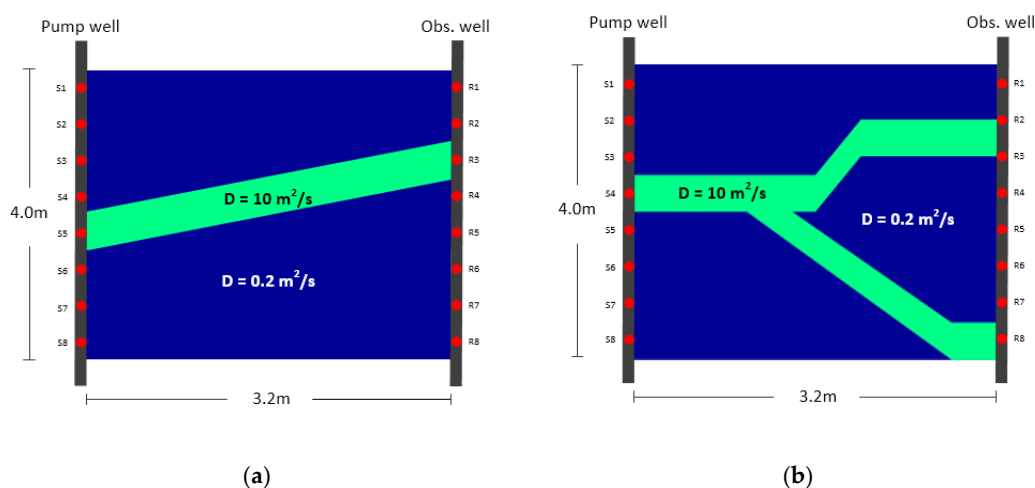 Pump well
Obs. well
S1
S2
S3
S4
S5
S6
S7
S8
R1
R2
R3
R4
R5
R6
R7
R8
4.0m
D = 10 m²/s
D = 0.2 m²/s
3.2m
(a)
Pump well
Obs. well
S1
S2
S3
S4
S5
S6
S7
S8
R1
R2
R3
R4
R5
R6
R7
R8
4.0m
D = 10 m²/s
D = 0.2 m²/s
3.2m
(b)